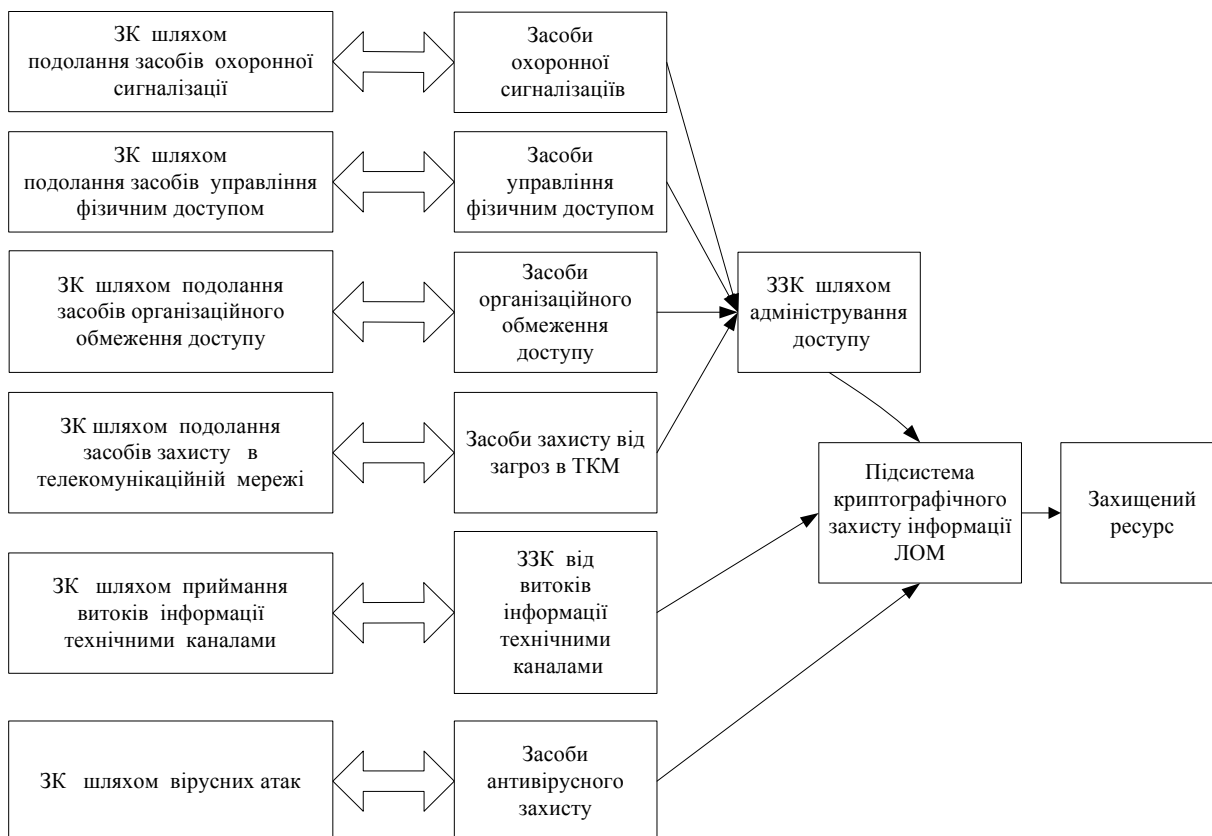 ЗК шляхом
подолання засобів охоронної
сигналізації
Засоби
охоронної
сигналізаціїв
ЗК шляхом
подолання засобів управління
фізичним доступом
Засоби
управління
фізичним доступом
ЗК шляхом подолання
засобів організаційного
обмеження доступу
Засоби
організаційного
обмеження
доступу
ЗЗК шляхом
адміністрування
доступу
ЗК шляхом подолання
засобів захисту в
телекомунікаційній мережі
Засоби захисту від
загроз в ТКМ
Підсистема
криптографічного
захисту інформації
ЛОМ
Захищений
ресурс
ЗК шляхом приймання
витоків інформації
технічними каналами
ЗЗК від
витоків
інформації
технічними
каналами
ЗК шляхом вірусних атак
Засоби
антивірусного
захисту